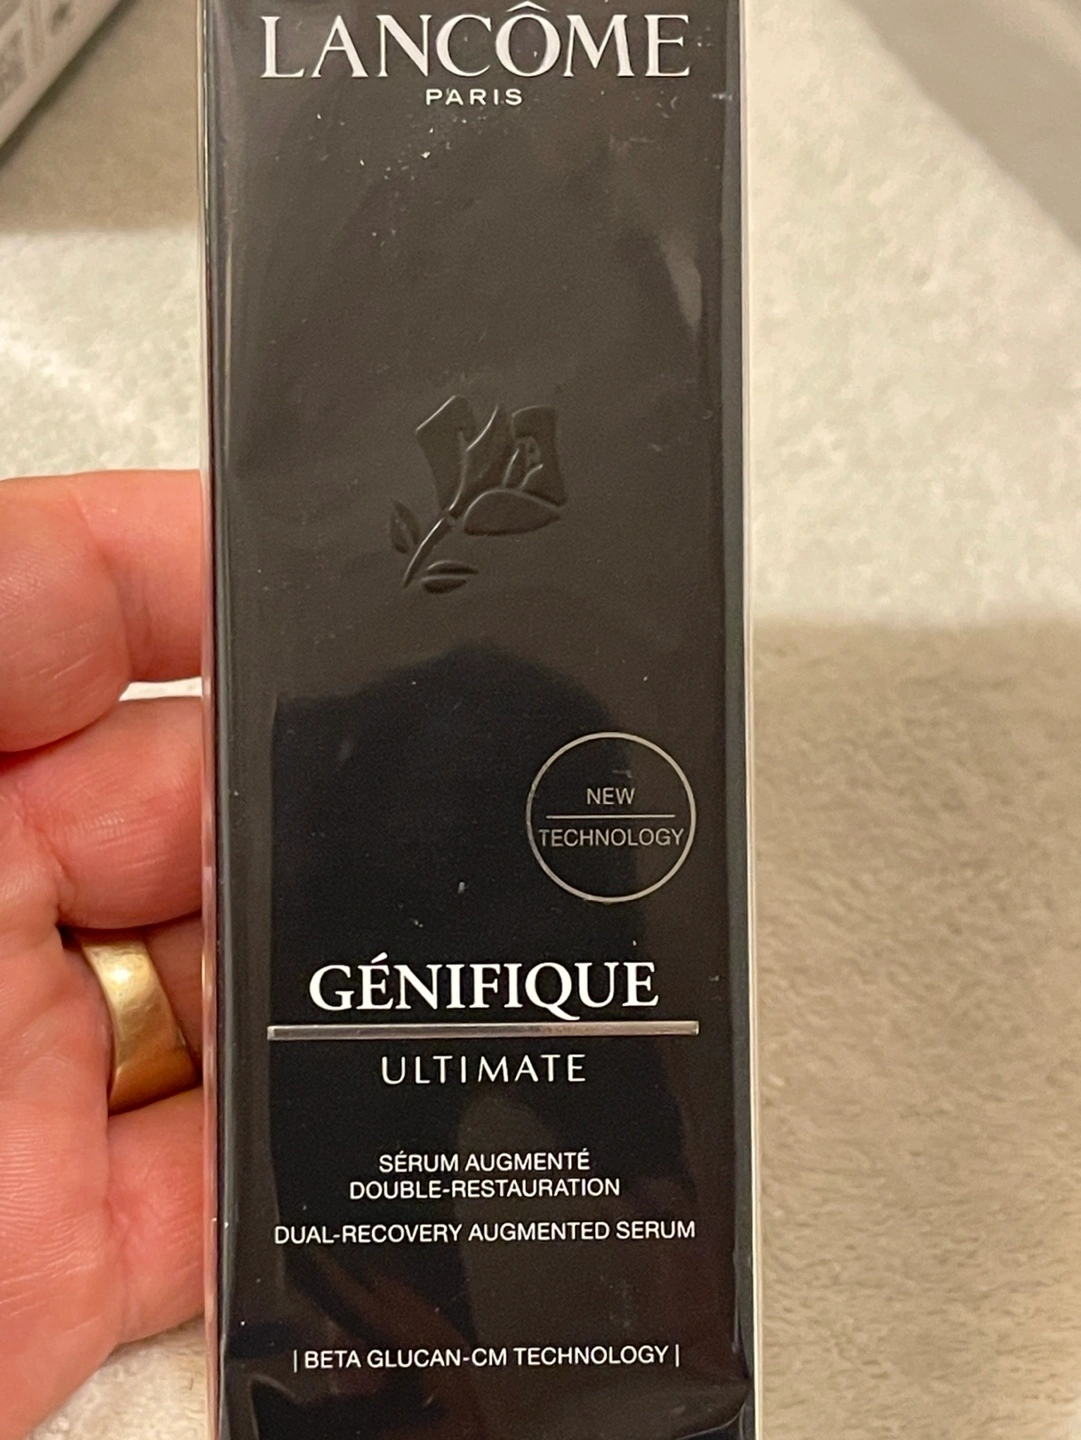 LANCÔME
PARIS
NEW
TECHNOLOGY
GÉNIFIQUE
ULTIMATE
SÉRUM AUGMENTÉ
DOUBLE-RESTAURATION
DUAL-RECOVERY AUGMENTED SERUM
| BETA GLUCAN-CM TECHNOLOGY |